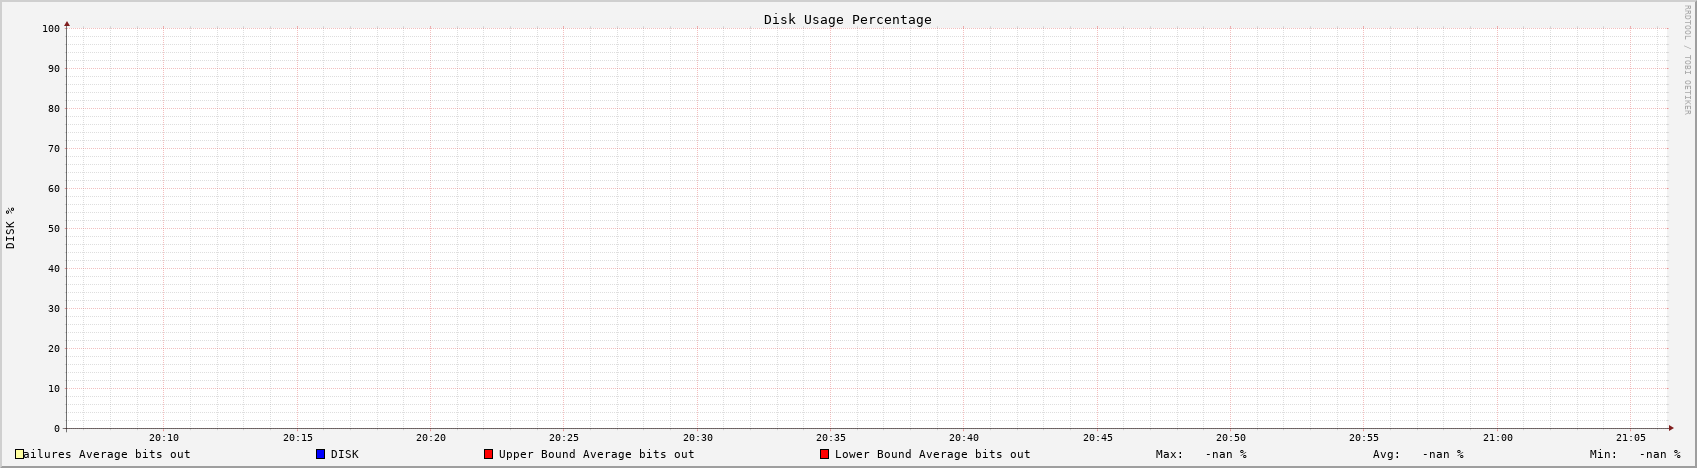 Disk Usage Percentage
RRDTOOL / TOBI OETIKER
DISK %
100
90
80
70
60
50
40
30
20
10
0
20:10 20:15 20:20 20:25 20:30 20:35 20:40 20:45 20:50 20:55 21:00 21:05
ailures Average bits out DISK Upper Bound Average bits out Lower Bound Average bits out Max: -nan % Avg: -nan % Min: -nan %